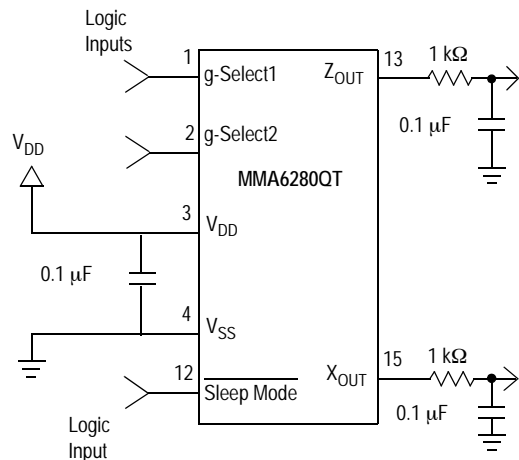 Logic
Inputs
1
g-Select1
2
g-Select2
V_DD
3
V_DD
0.1 μF
4
V_SS
12
Sleep Mode
Logic
Input
MMA6280QT
Z_OUT
13
1 kΩ
0.1 μF
X_OUT
15
1 kΩ
0.1 μF